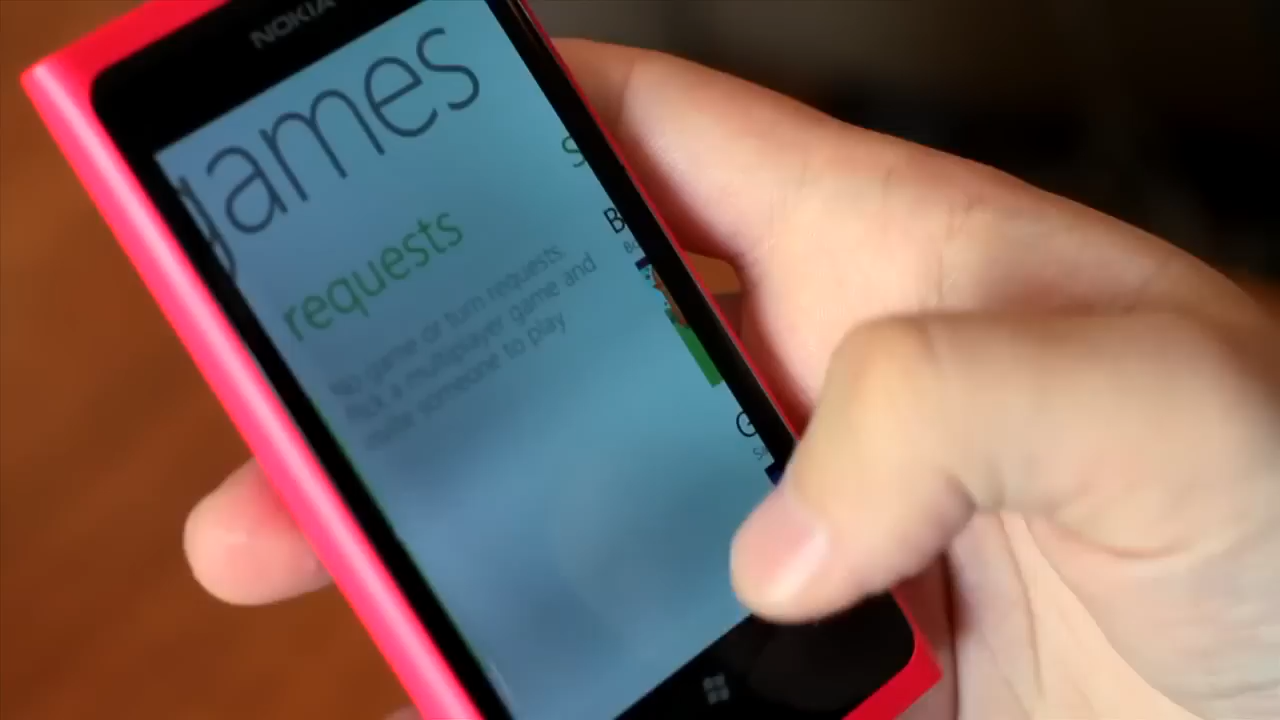 NOKIA
games
requests
No game or turn requests.
Pick a multiplayer game and
invite someone to play
S
B
G